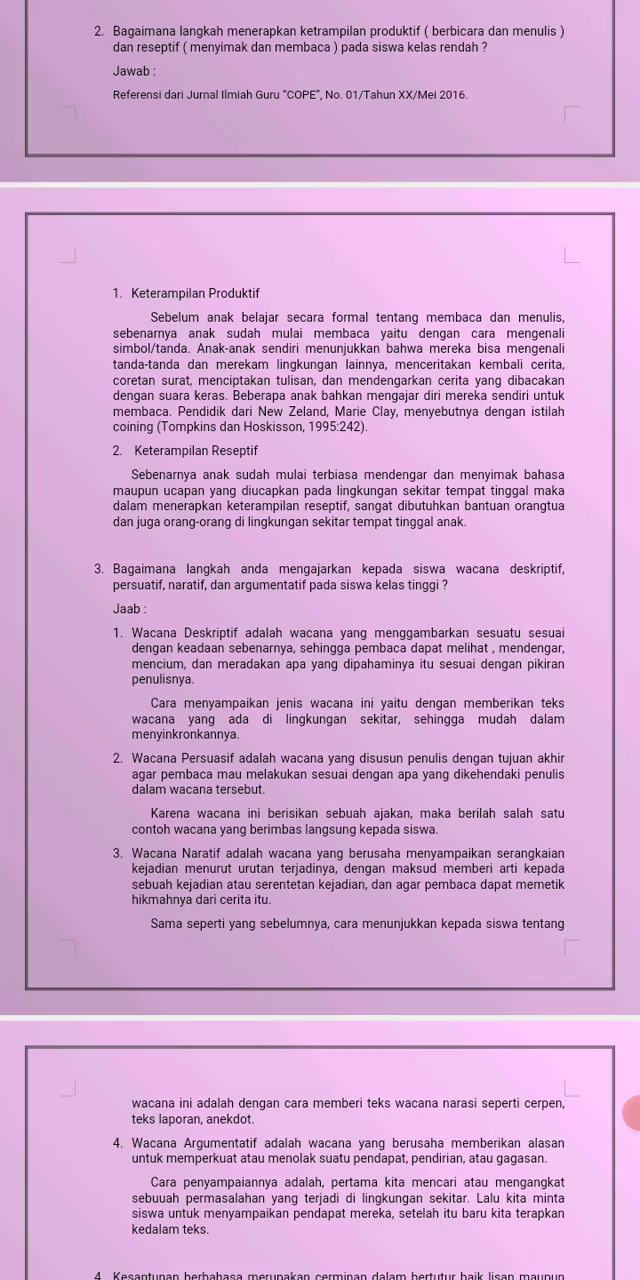 2. Bagaimana langkah menerapkan ketrampilan produktif ( berbicara dan menulis )
dan reseptif ( menyimak dan membaca ) pada siswa kelas rendah ?
Jawab :
Referensi dari Jurnal Ilmiah Guru “COPE”, No. 01/Tahun XX/Mei 2016.
1. Keterampilan Produktif
Sebelum anak belajar secara formal tentang membaca dan menulis,
sebenarnya anak sudah mulai membaca yaitu dengan cara mengenali
simbol/tanda. Anak-anak sendiri menunjukkan bahwa mereka bisa mengenali
tanda-tanda dan merekam lingkungan lainnya, menceritakan kembali cerita,
coretan surat, menciptakan tulisan, dan mendengarkan cerita yang dibacakan
dengan suara keras. Beberapa anak bahkan mengajar diri mereka sendiri untuk
membaca. Pendidik dari New Zeland, Marie Clay, menyebutnya dengan istilah
coining (Tompkins dan Hoskisson, 1995:242).
2. Keterampilan Reseptif
Sebenarnya anak sudah mulai terbiasa mendengar dan menyimak bahasa
maupun ucapan yang diucapkan pada lingkungan sekitar tempat tinggal maka
dalam menerapkan keterampilan reseptif, sangat dibutuhkan bantuan orangtua
dan juga orang-orang di lingkungan sekitar tempat tinggal anak.
3. Bagaimana langkah anda mengajarkan kepada siswa wacana deskriptif,
persuatif, naratif, dan argumentatif pada siswa kelas tinggi ?
Jaab :
1. Wacana Deskriptif adalah wacana yang menggambarkan sesuatu sesuai
dengan keadaan sebenarnya, sehingga pembaca dapat melihat , mendengar,
mencium, dan meradakan apa yang dipahaminya itu sesuai dengan pikiran
penulisnya.
Cara menyampaikan jenis wacana ini yaitu dengan memberikan teks
wacana yang ada di lingkungan sekitar, sehingga mudah dalam
menyinkronkannya.
2. Wacana Persuasif adalah wacana yang disusun penulis dengan tujuan akhir
agar pembaca mau melakukan sesuai dengan apa yang dikehendaki penulis
dalam wacana tersebut.
Karena wacana ini berisikan sebuah ajakan, maka berilah salah satu
contoh wacana yang berimbas langsung kepada siswa.
3. Wacana Naratif adalah wacana yang berusaha menyampaikan serangkaian
kejadian menurut urutan terjadinya, dengan maksud memberi arti kepada
sebuah kejadian atau serentetan kejadian, dan agar pembaca dapat memetik
hikmahnya dari cerita itu.
Sama seperti yang sebelumnya, cara menunjukkan kepada siswa tentang
wacana ini adalah dengan cara memberi teks wacana narasi seperti cerpen,
teks laporan, anekdot.
4. Wacana Argumentatif adalah wacana yang berusaha memberikan alasan
untuk memperkuat atau menolak suatu pendapat, pendirian, atau gagasan.
Cara penyampaiannya adalah, pertama kita mencari atau mengangkat
sebuuah permasalahan yang terjadi di lingkungan sekitar. Lalu kita minta
siswa untuk menyampaikan pendapat mereka, setelah itu baru kita terapkan
kedalam teks.
4. Kesantunan berbahasa merupakan cerminan dalam bertutur baik lisan maupun